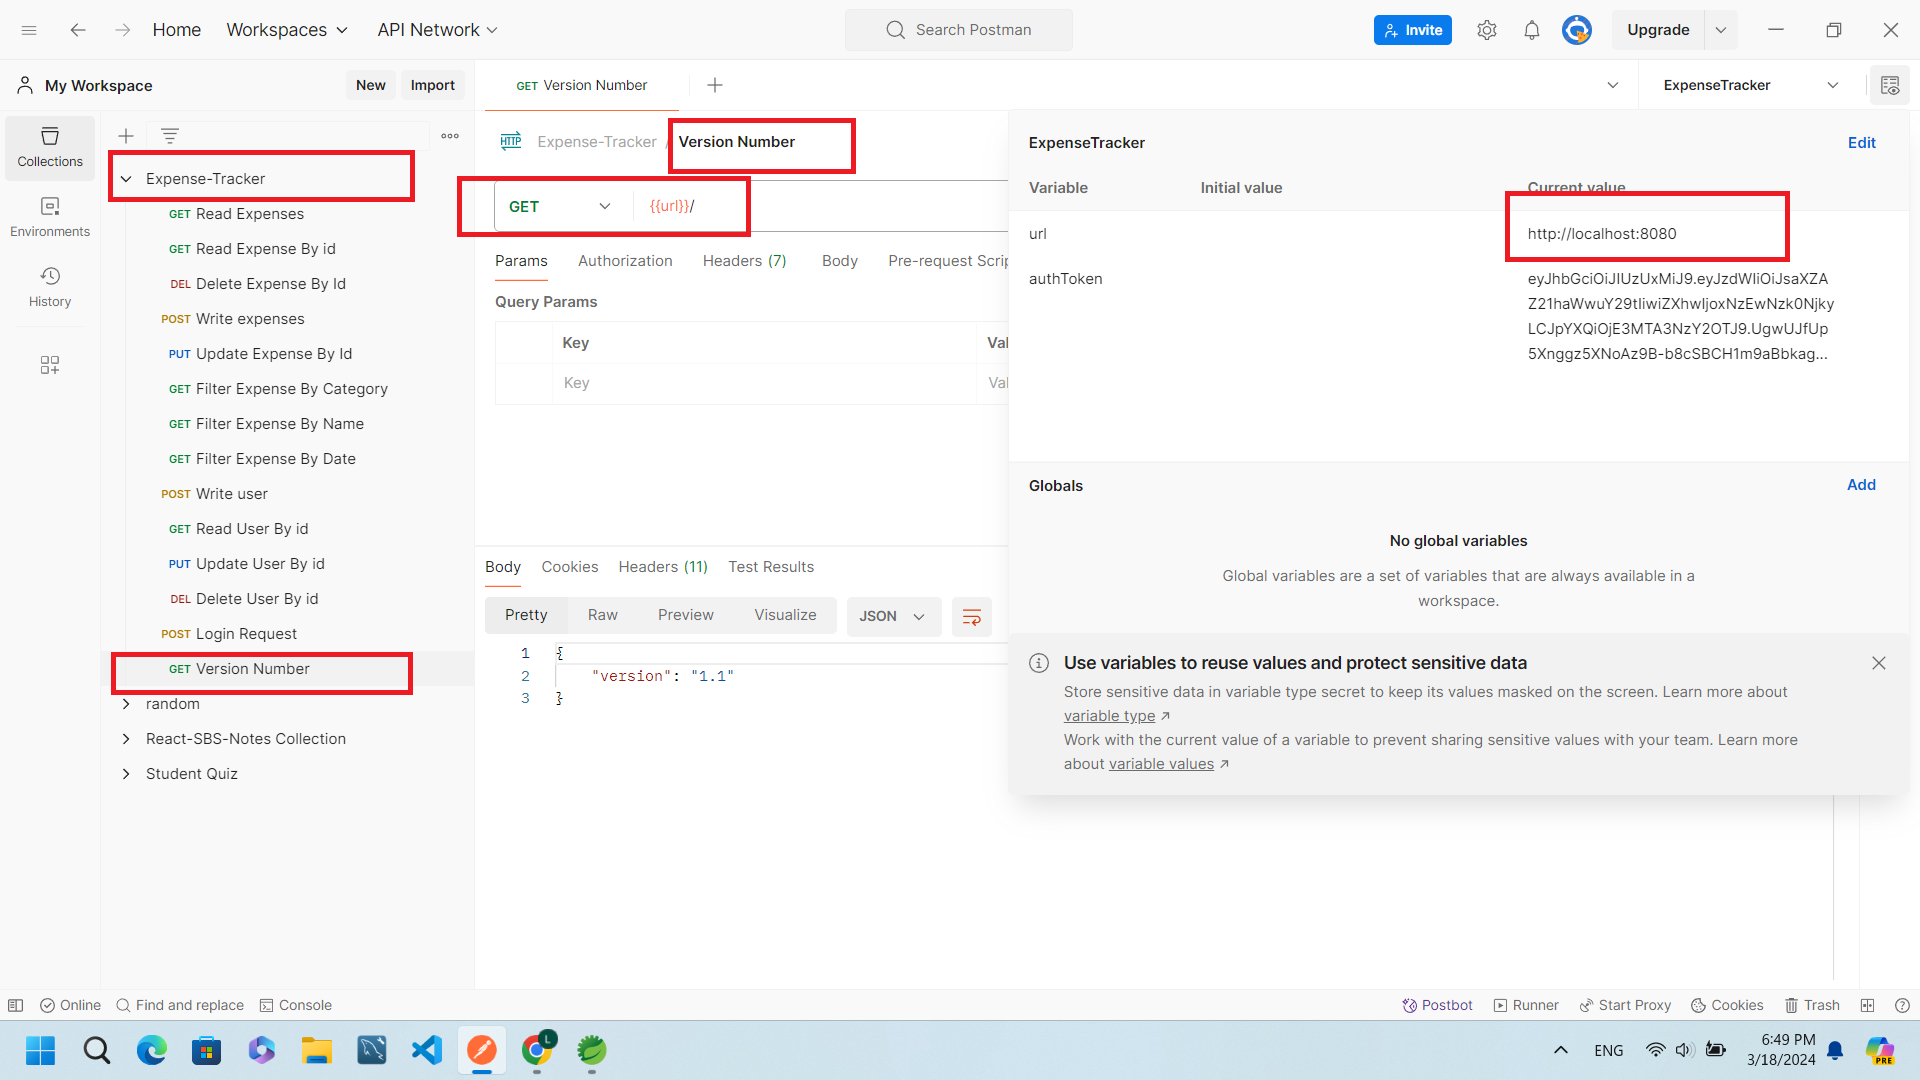 Home
Workspaces
API Network
Search Postman
Invite
Upgrade
My Workspace
New
Import
GET Version Number
ExpenseTracker
Collections
Environments
History
Expense-Tracker
GET Read Expenses
GET Read Expense By id
DEL Delete Expense By Id
POST Write expenses
PUT Update Expense By Id
GET Filter Expense By Category
GET Filter Expense By Name
GET Filter Expense By Date
POST Write user
GET Read User By id
PUT Update User By id
DEL Delete User By id
POST Login Request
GET Version Number
random
React-SBS-Notes Collection
Student Quiz
HTTP Expense-Tracker / Version Number
GET {{url}}/
Params Authorization Headers (7) Body Pre-request Scrip
Query Params
Key Val
Key Val
Body Cookies Headers (11) Test Results
Pretty Raw Preview Visualize JSON
1 {
2 "version": "1.1"
3 }
ExpenseTracker Edit
Variable Initial value Current value
url http://localhost:8080
authToken eyJhbGciOiJIUzUxMiJ9.eyJzdWIiOiJsaXZA
Z21haWwuY29tIiwiZXhwIjoxNzEwNzk0Njky
LCJpYXQiOjE3MTA3NzY2OTJ9.UgwUJfUp
5Xnggz5XNoAz9B-b8cSBCH1m9aBbkag...
Globals Add
No global variables
Global variables are a set of variables that are always available in a
workspace.
Use variables to reuse values and protect sensitive data
Store sensitive data in variable type secret to keep its values masked on the screen. Learn more about
variable type ↗
Work with the current value of a variable to prevent sharing sensitive values with your team. Learn more
about variable values ↗
Online Find and replace Console
Postbot Runner Start Proxy Cookies Trash
L
ENG
6:49 PM
3/18/2024
PRE